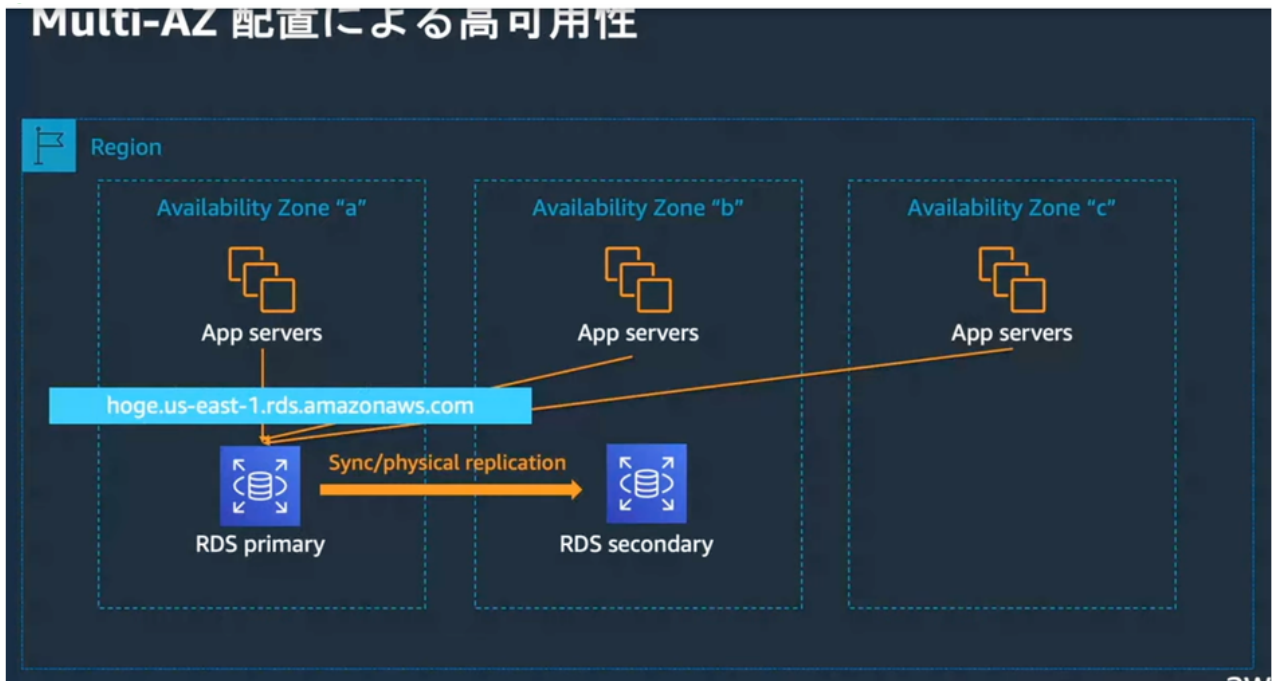 Multi-AZ 配置による高可用性
Region
Availability Zone “a”
Availability Zone “b”
Availability Zone “c”
App servers
App servers
App servers
hoge.us-east-1.rds.amazonaws.com
Sync/physical replication
RDS primary
RDS secondary